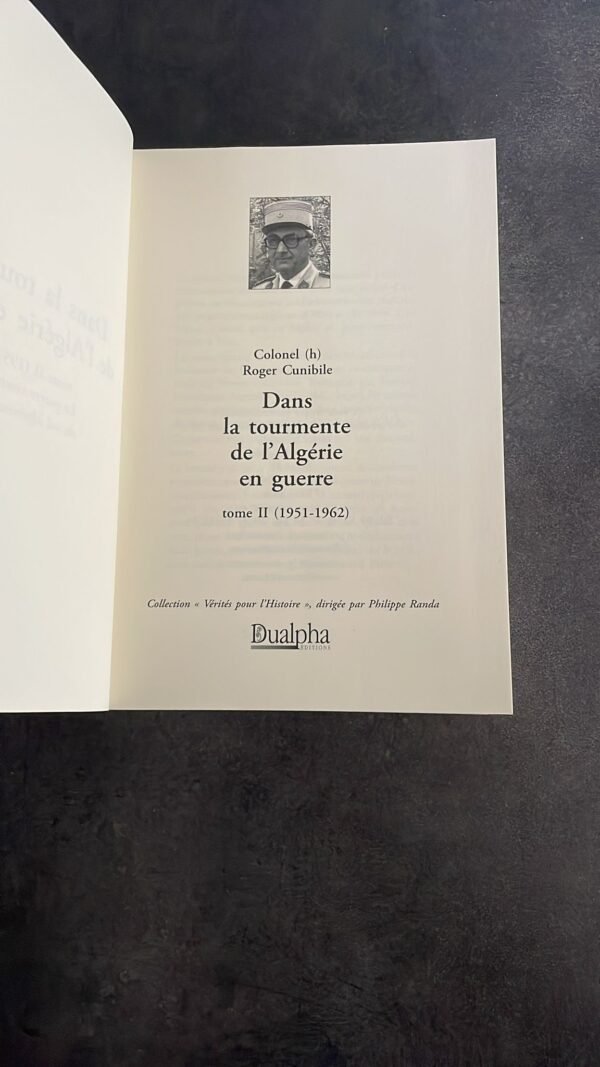 Colonel (h)
Roger Cunibile
Dans
la tourmente
de l'Algérie
en guerre
tome II (1951-1962)
Collection « Vérités pour l'Histoire », dirigée par Philippe Randa
Dualpha
ÉDITIONS